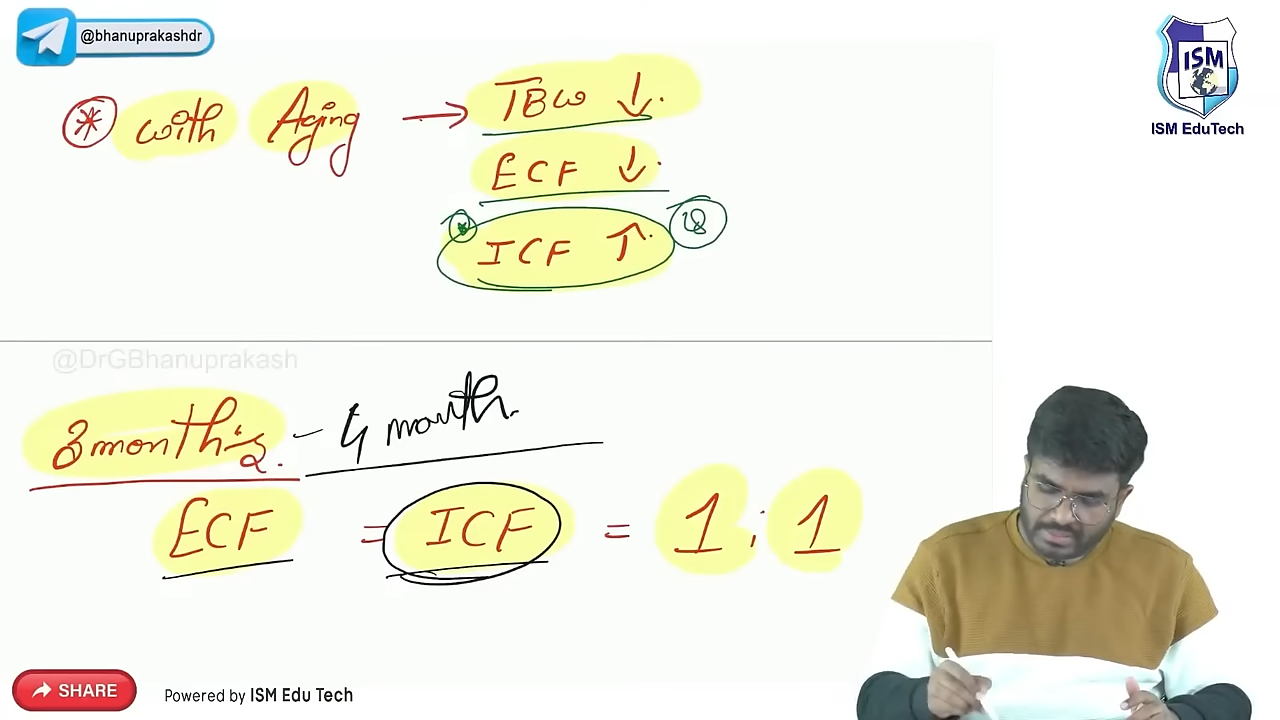 @bhanuprakashdr
ISM
ISM EduTech
* with Aging → TBW ↓.
ECF ↓.
* ICF ↑.
@DrGBhanuprakash
3 months. - 4 month.
ECF = ICF = 1 : 1
SHARE
Powered by ISM Edu Tech